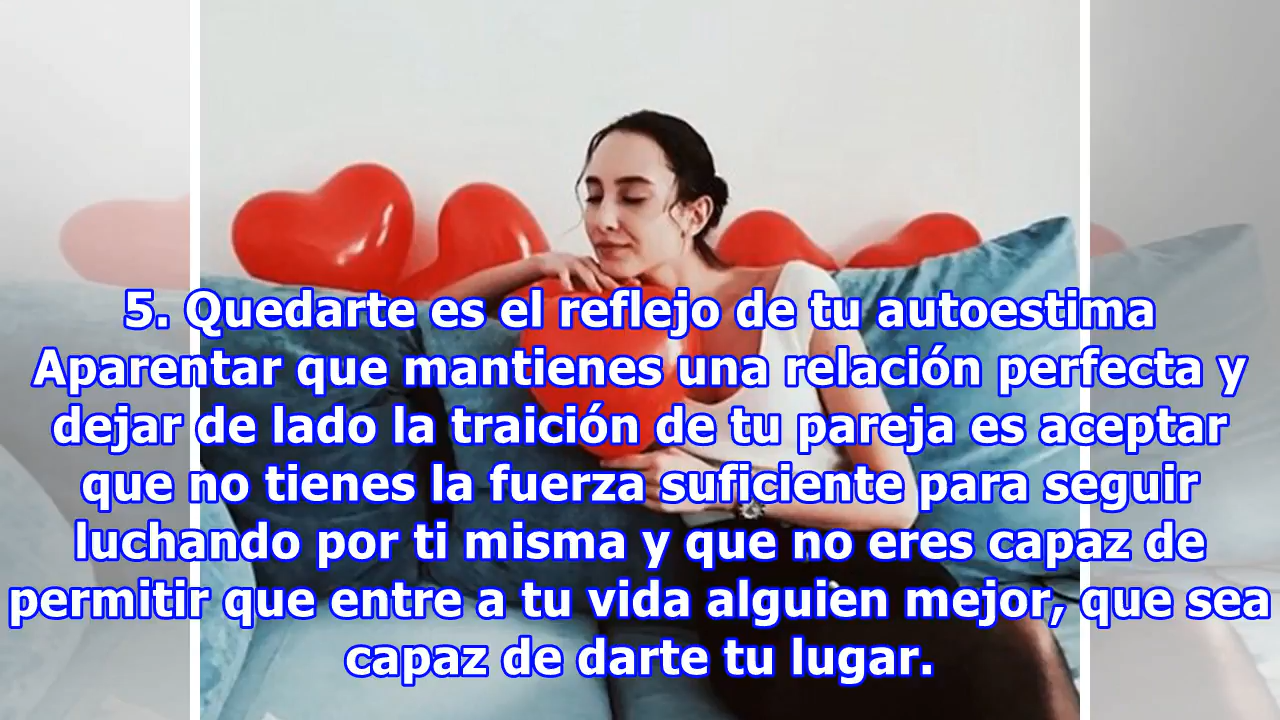 5. Quedarte es el reflejo de tu autoestima
Aparentar que mantienes una relación perfecta y
dejar de lado la traición de tu pareja es aceptar
que no tienes la fuerza suficiente para seguir
luchando por ti misma y que no eres capaz de
permitir que entre a tu vida alguien mejor, que sea
capaz de darte tu lugar.